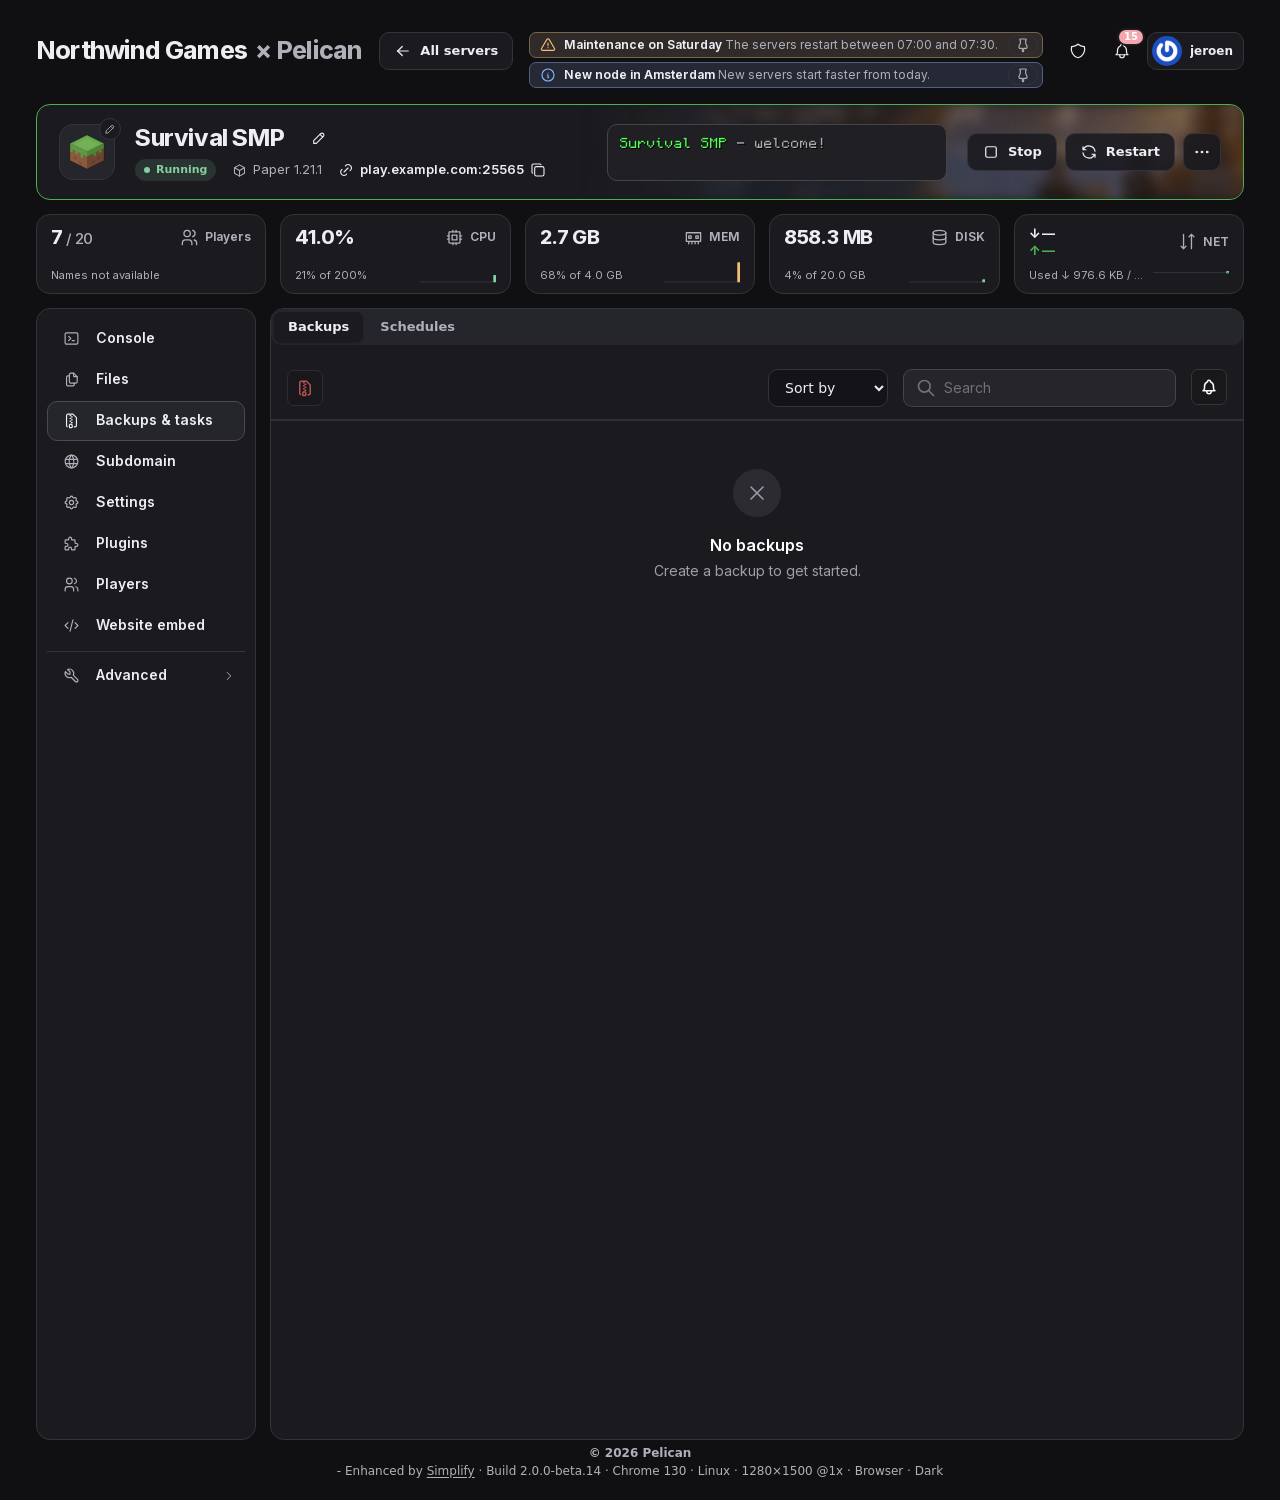 Northwind Games × Pelican
All servers
Maintenance on Saturday The servers restart between 07:00 and 07:30.
New node in Amsterdam New servers start faster from today.
15
jeroen
Survival SMP
Running
Paper 1.21.1
play.example.com:25565
Survival SMP - welcome!
Stop
Restart
7 / 20
Players
Names not available
41.0%
CPU
21% of 200%
2.7 GB
MEM
68% of 4.0 GB
858.3 MB
DISK
4% of 20.0 GB
↓—
↑—
NET
Used ↓ 976.6 KB / ...
Console
Files
Backups & tasks
Subdomain
Settings
Plugins
Players
Website embed
Advanced
Backups
Schedules
Sort by
Search
No backups
Create a backup to get started.
© 2026 Pelican
- Enhanced by Simplify · Build 2.0.0-beta.14 · Chrome 130 · Linux · 1280×1500 @1x · Browser · Dark